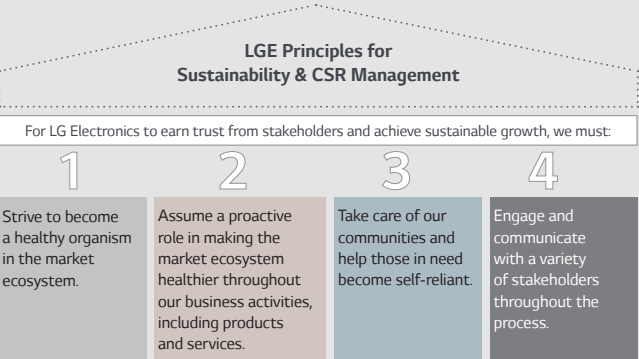 LGE Principles for
Sustainability & CSR Management
For LG Electronics to earn trust from stakeholders and achieve sustainable growth, we must:
1
Strive to become
a healthy organism
in the market
ecosystem.
2
Assume a proactive
role in making the
market ecosystem
healthier throughout
our business activities,
including products
and services.
3
Take care of our
communities and
help those in need
become self-reliant.
4
Engage and
communicate
with a variety
of stakeholders
throughout the
process.